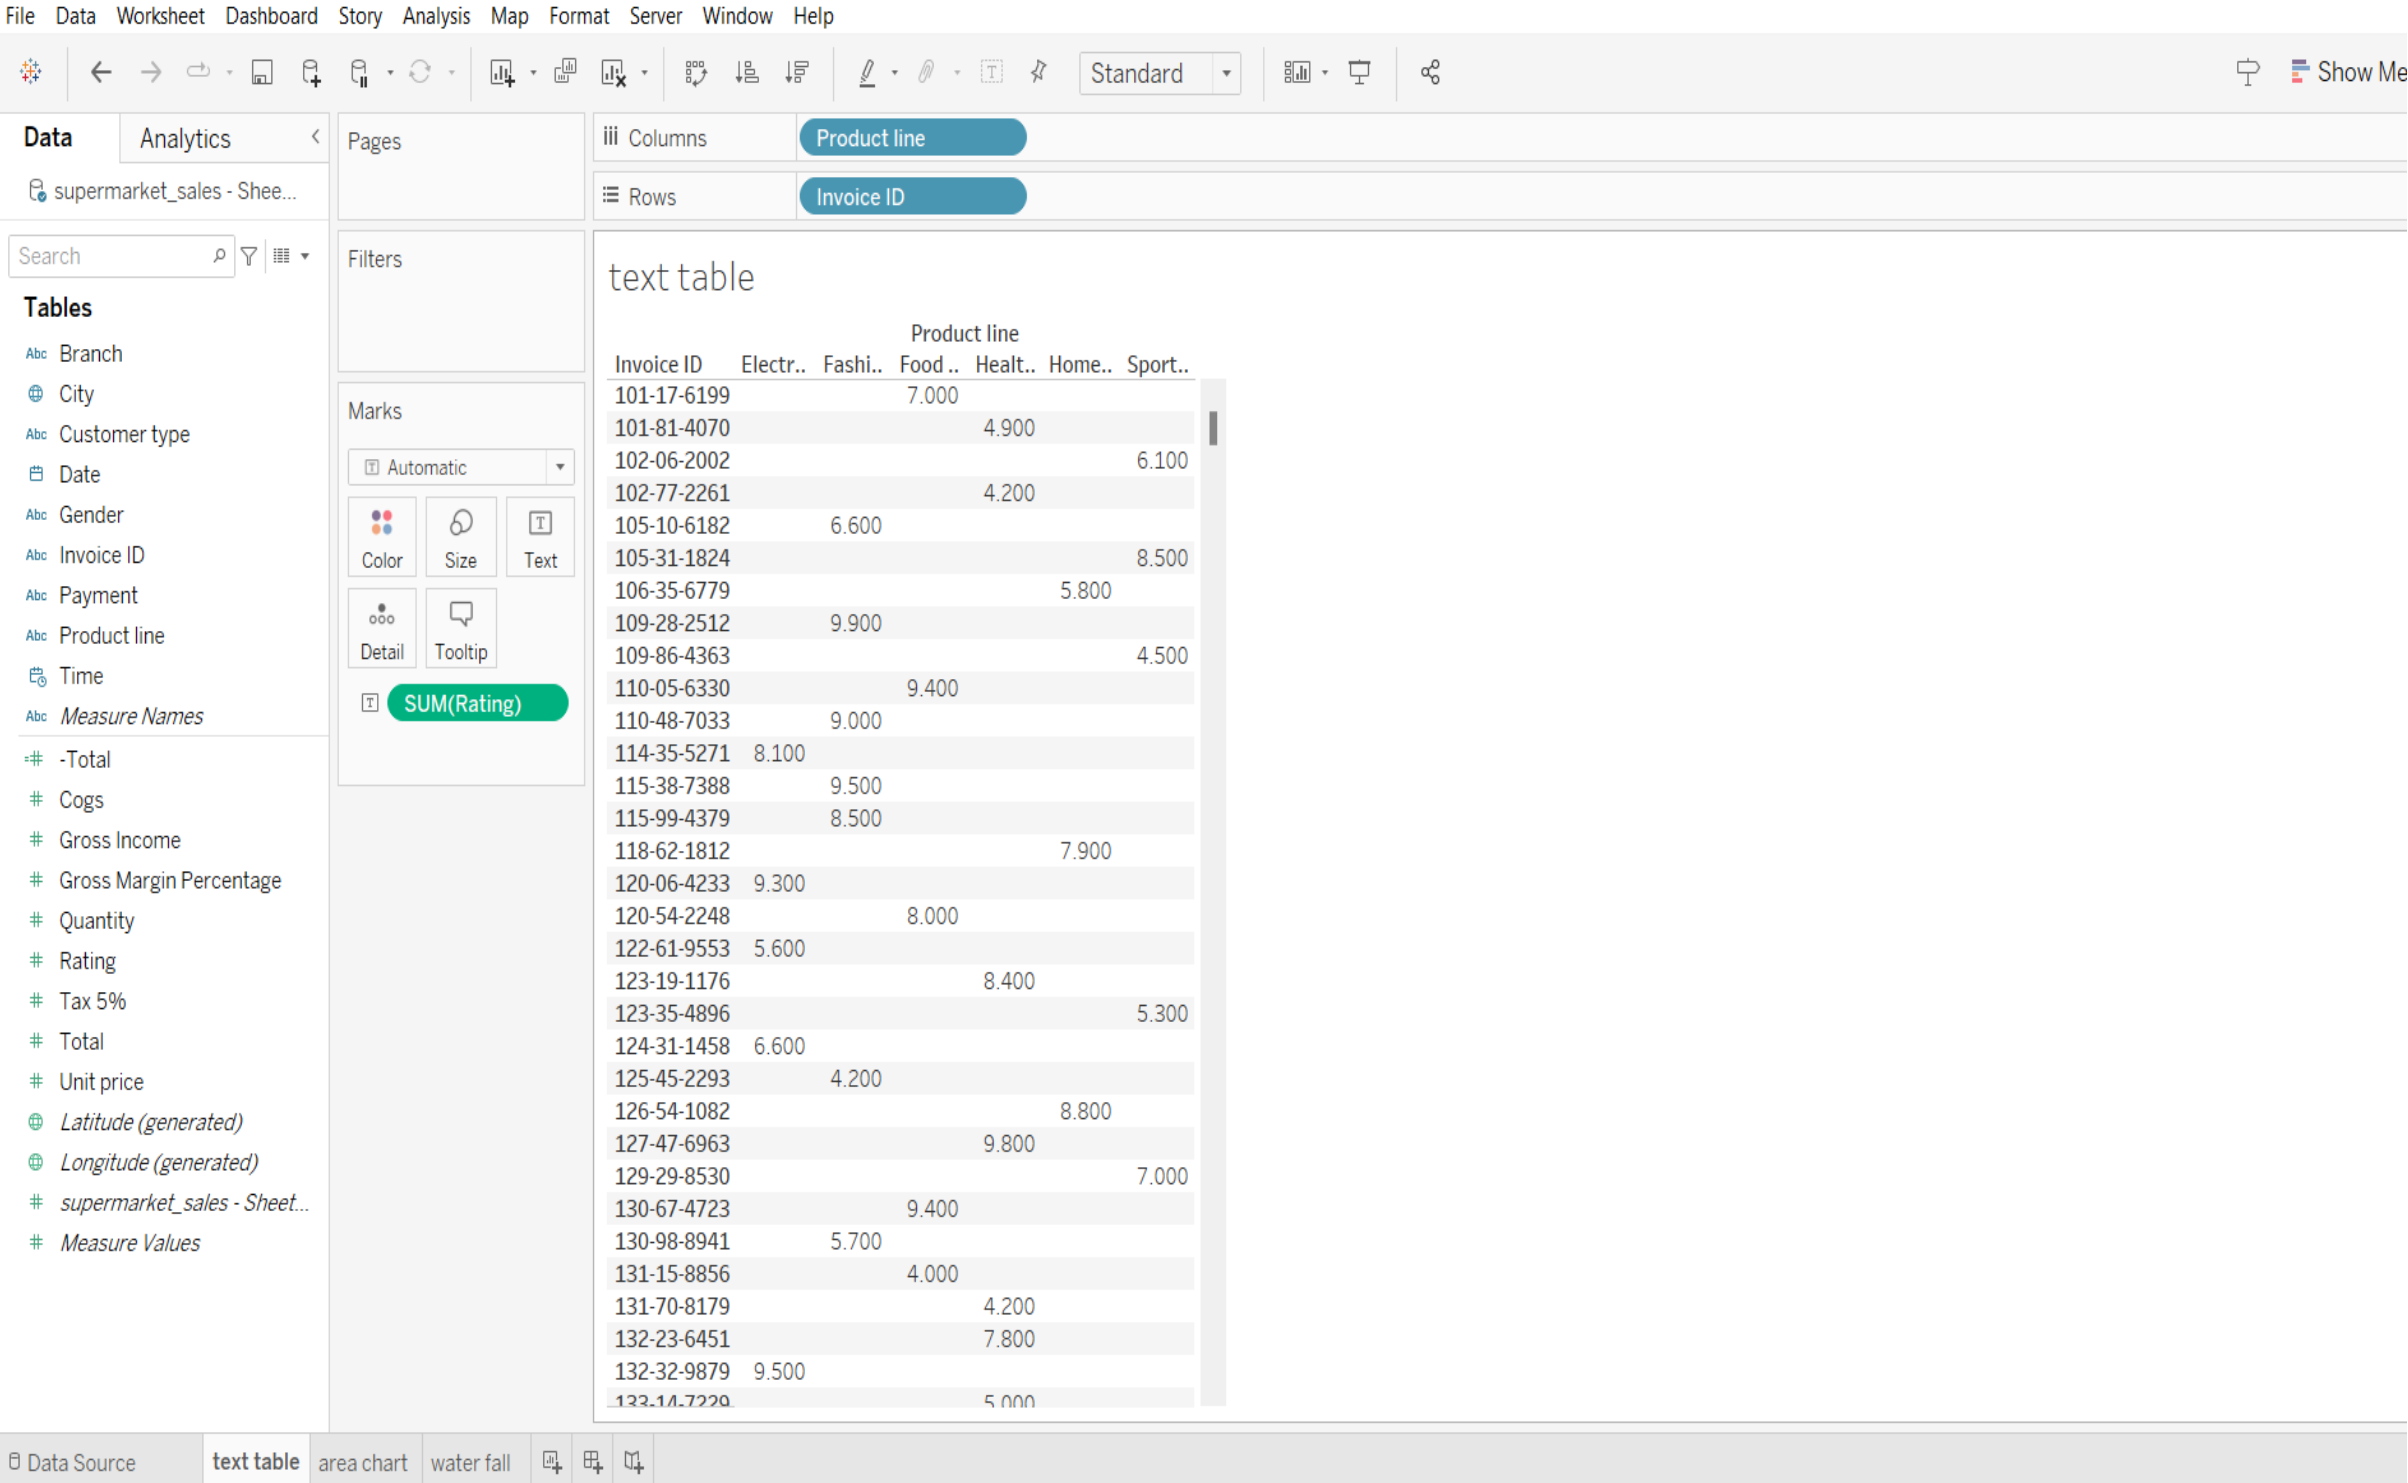 File Data Worksheet Dashboard Story Analysis Map Format Server Window Help
Standard
Show Me
Data Analytics
supermarket_sales - Shee...
Search
Tables
Abc Branch
City
Abc Customer type
Date
Abc Gender
Abc Invoice ID
Abc Payment
Abc Product line
Time
Abc Measure Names
-Total
Cogs
Gross Income
Gross Margin Percentage
Quantity
Rating
Tax 5%
Total
Unit price
Latitude (generated)
Longitude (generated)
supermarket_sales - Sheet...
Measure Values
Pages
Filters
Marks
Automatic
Color Size Text
Detail Tooltip
SUM(Rating)
Columns Product line
Rows Invoice ID
text table
Product line
Invoice ID Electr.. Fashi.. Food .. Healt.. Home.. Sport..
101-17-6199 7.000
101-81-4070 4.900
102-06-2002 6.100
102-77-2261 4.200
105-10-6182 6.600
105-31-1824 8.500
106-35-6779 5.800
109-28-2512 9.900
109-86-4363 4.500
110-05-6330 9.400
110-48-7033 9.000
114-35-5271 8.100
115-38-7388 9.500
115-99-4379 8.500
118-62-1812 7.900
120-06-4233 9.300
120-54-2248 8.000
122-61-9553 5.600
123-19-1176 8.400
123-35-4896 5.300
124-31-1458 6.600
125-45-2293 4.200
126-54-1082 8.800
127-47-6963 9.800
129-29-8530 7.000
130-67-4723 9.400
130-98-8941 5.700
131-15-8856 4.000
131-70-8179 4.200
132-23-6451 7.800
132-32-9879 9.500
133-14-7229 5.000
Data Source text table area chart water fall